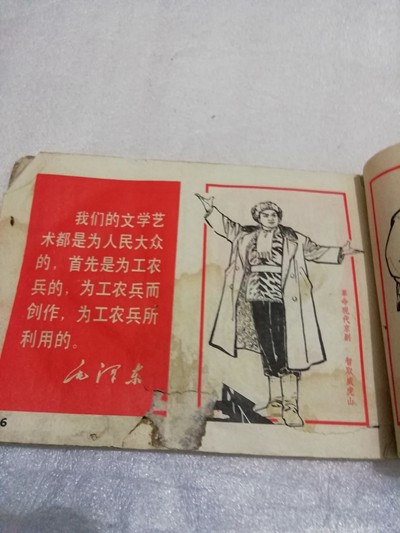 我们的文学艺
术都是为人民大众
的，首先是为工农
兵的，为工农兵而
创作，为工农兵所
利用的。
毛泽东
革命现代京剧 智取威虎山
6